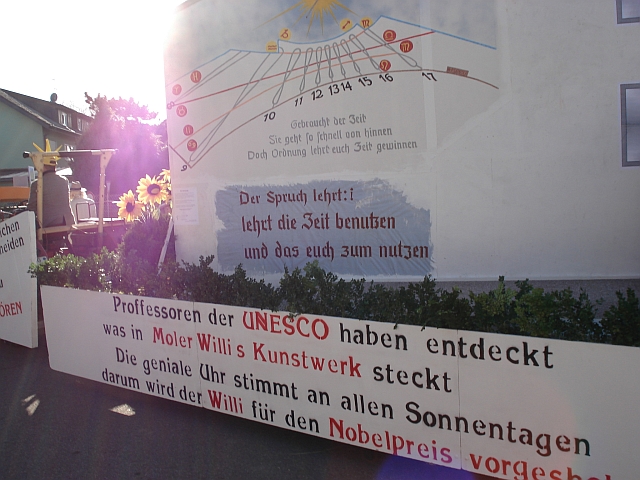 9
10
11
12
13
14
15
16
17
Gebraucht der Zeit
Sie geht so schnell von hinnen
Doch Ordnung lehrt euch Zeit gewinnen
Der Spruch lehrt:
lehrt die Zeit benutzen
und das euch zum nutzen
Proffessoren der UNESCO haben entdeckt
was in Moler Willi's Kunstwerk steckt
Die geniale Uhr stimmt an allen Sonnentagen
darum wird der Willi für den Nobelpreis